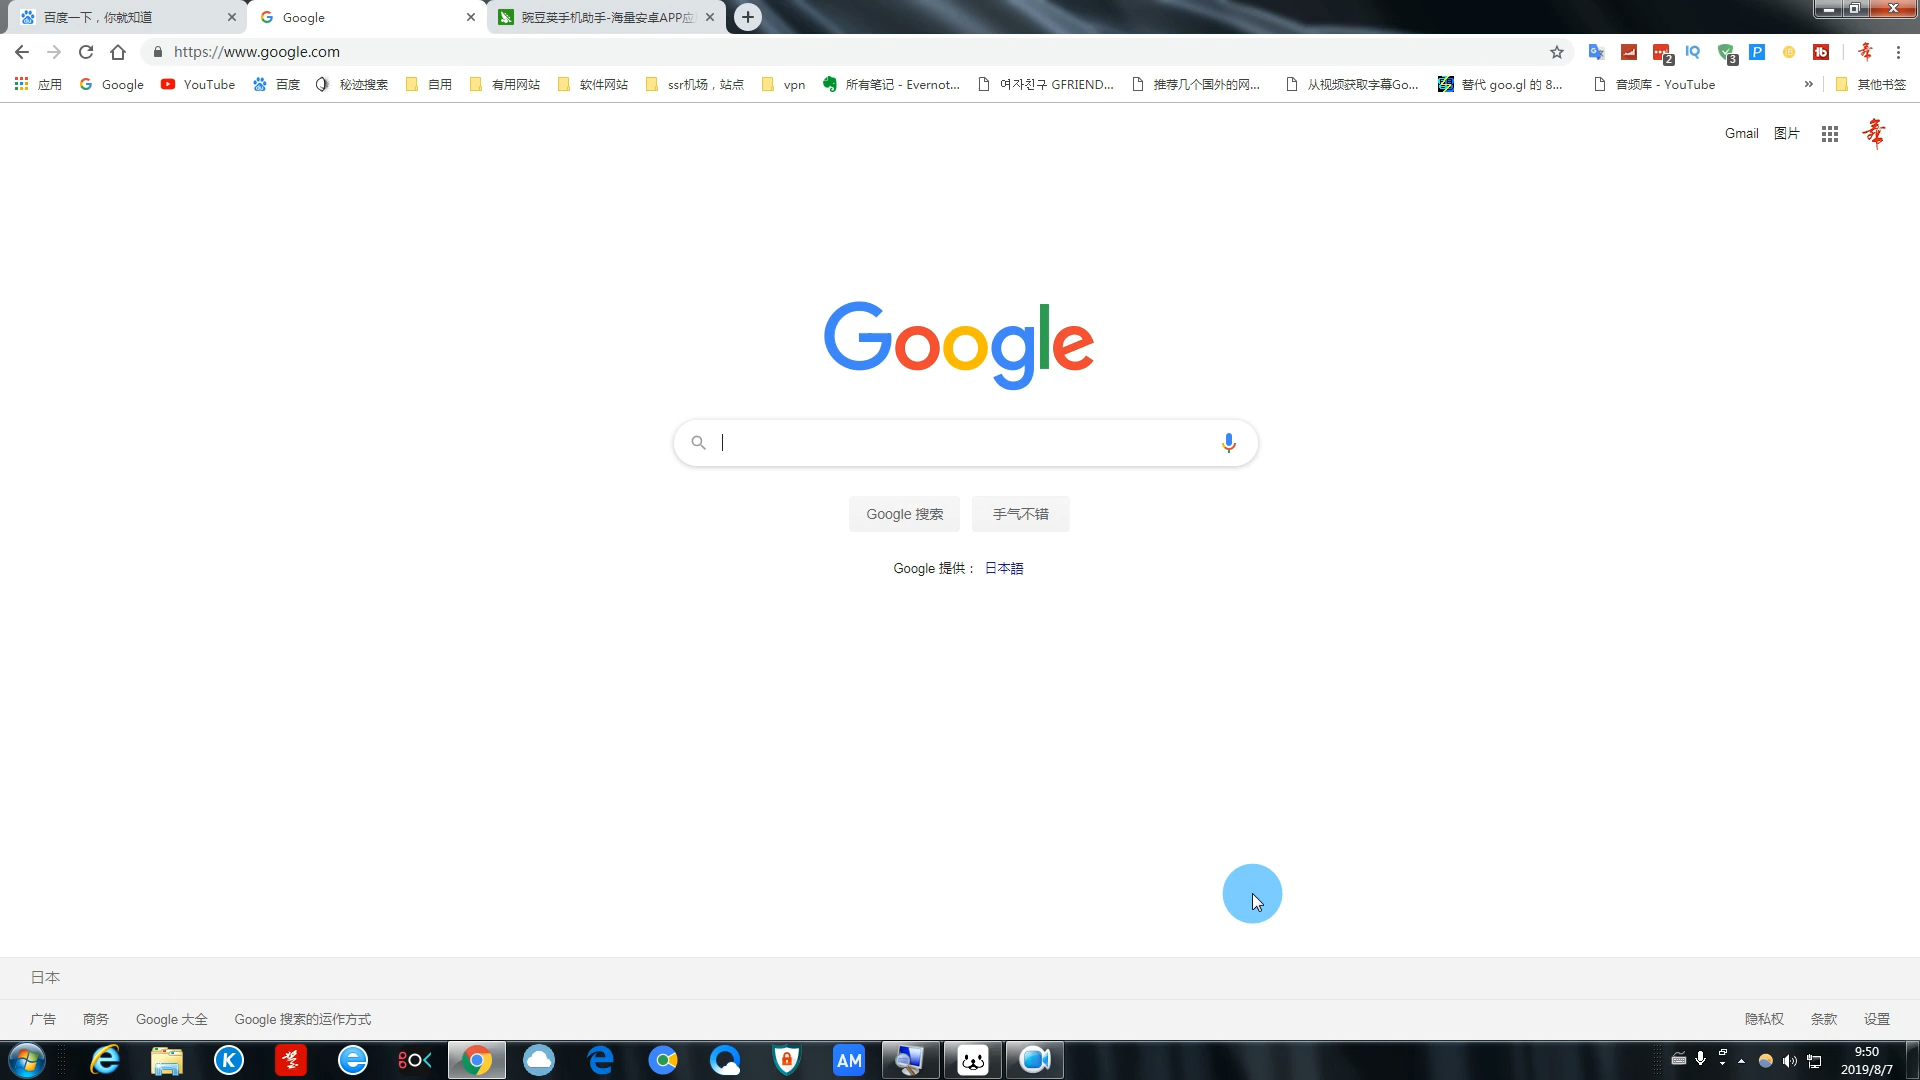 百度一下，你就知道
Google
豌豆荚手机助手-海量安卓APP应
https://www.google.com
2
IQ
3
P
tb
应用
Google
YouTube
百度
秘迹搜索
自用
有用网站
软件网站
ssr机场，站点
vpn
所有笔记 - Evernot...
여자친구 GFRIEND...
推荐几个国外的网...
从视频获取字幕Go...
替代 goo.gl 的 8...
音频库 - YouTube
»
其他书签
Gmail 图片
Google
Google 搜索
手气不错
Google 提供： 日本語
日本
广告 商务 Google 大全 Google 搜索的运作方式
隐私权 条款 设置
K
AM
9:50
2019/8/7